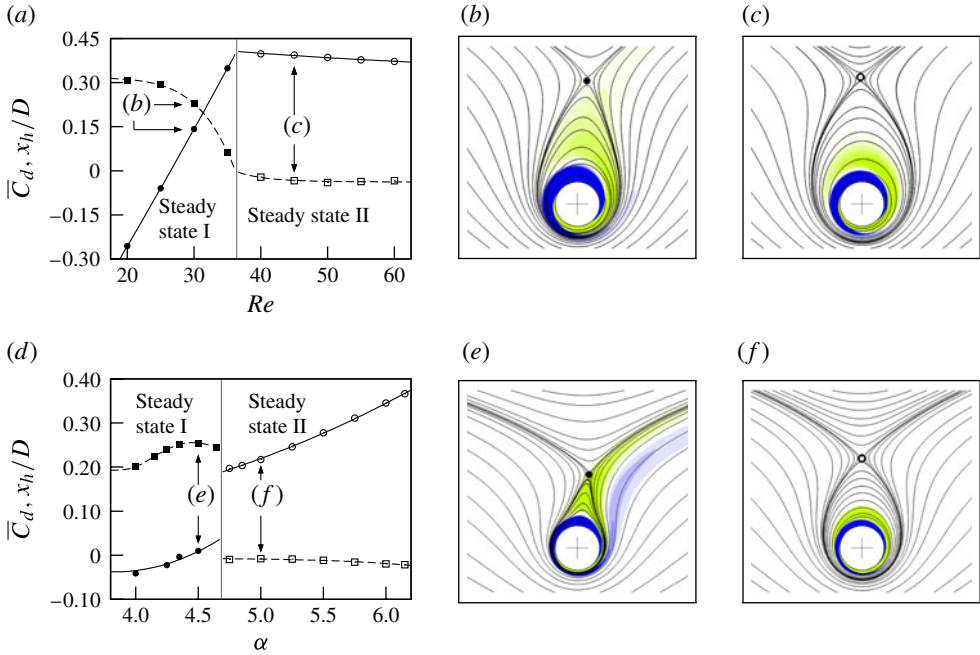 (a)
(b)
(c)
0.45
0.30
0.15
0
−0.15
−0.30
C̅d, xh/D
(b)
(c)
Steady
state I
Steady state II
20 30 40 50 60
Re
(d)
(e)
(f)
0.40
0.30
0.20
0.10
0
−0.10
C̅d, xh/D
Steady
state I
Steady
state II
(e)
(f)
4.0 4.5 5.0 5.5 6.0
α